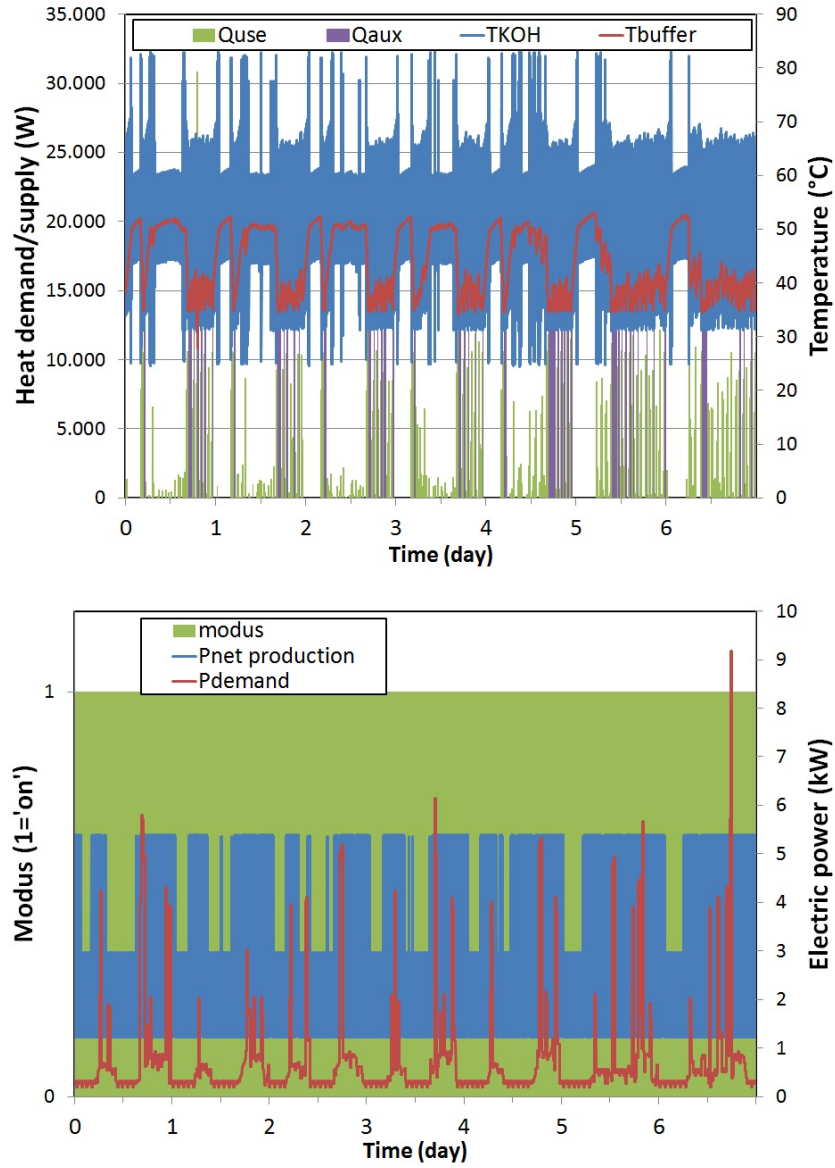 Quse Qaux TKOH Tbuffer
35.000
30.000
25.000
20.000
15.000
10.000
5.000
0
Heat demand/supply (W)
90
80
70
60
50
40
30
20
10
0
Temperature (°C)
0 1 2 3 4 5 6
Time (day)
modus
Pnet production
Pdemand
1
0
Modus (1='on')
10
9
8
7
6
5
4
3
2
1
0
Electric power (kW)
0 1 2 3 4 5 6
Time (day)